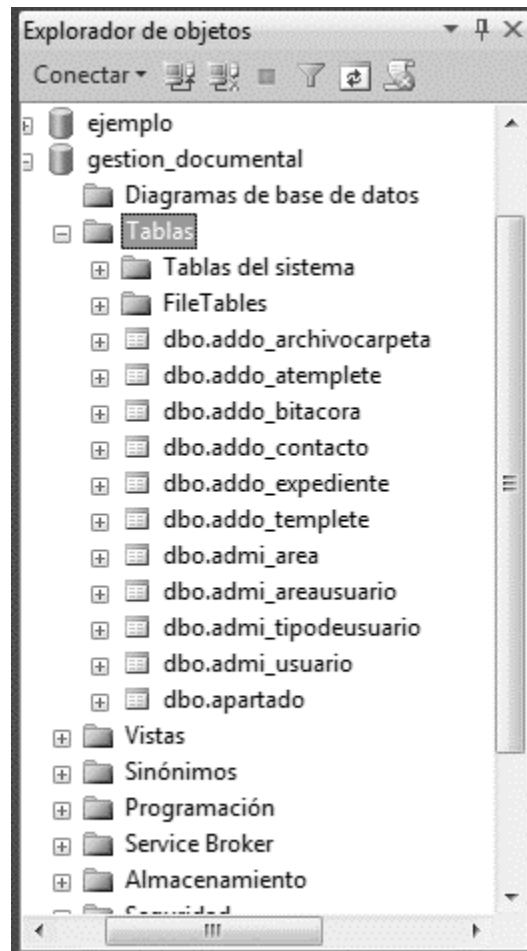 Explorador de objetos
Conectar
ejemplo
gestion_documental
Diagramas de base de datos
Tablas
Tablas del sistema
FileTables
dbo.addo_archivocarpeta
dbo.addo_atemplete
dbo.addo_bitacora
dbo.addo_contacto
dbo.addo_expediente
dbo.addo_templete
dbo.admi_area
dbo.admi_areausuario
dbo.admi_tipodeusuario
dbo.admi_usuario
dbo.apartado
Vistas
Sinónimos
Programación
Service Broker
Almacenamiento
Seguridad